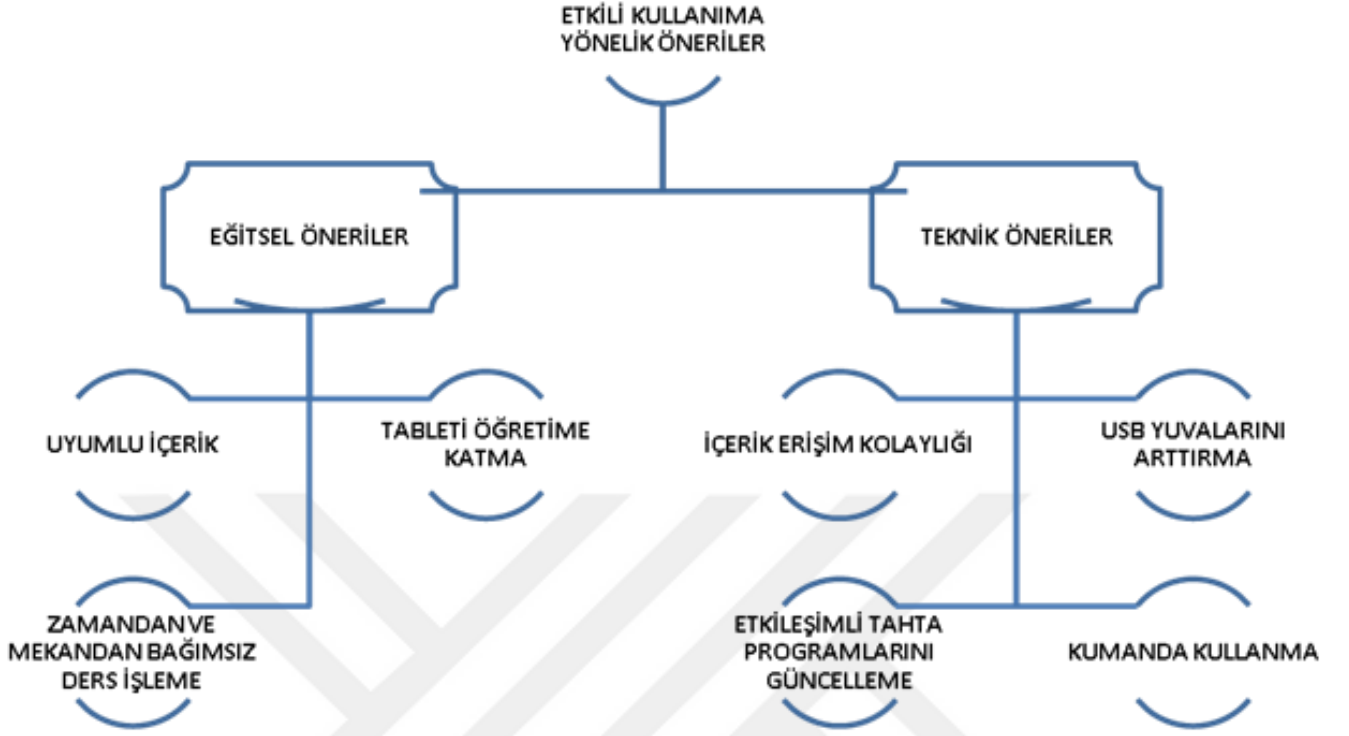 ETKİLİ KULLANIMA
YÖNELİK ÖNERİLER
EĞİTSEL ÖNERİLER
TEKNİK ÖNERİLER
UYUMLU İÇERİK
TABLETİ ÖĞRETİME
KATMA
İÇERİK ERİŞİM KOLAYLIĞI
USB YUVALARINI
ARTTIRMA
ZAMANDAN VE
MEKANDAN BAĞIMSIZ
DERS İŞLEME
ETKİLEŞİMLİ TAHTA
PROGRAMLARINI
GÜNCELLEME
KUMANDA KULLANMA